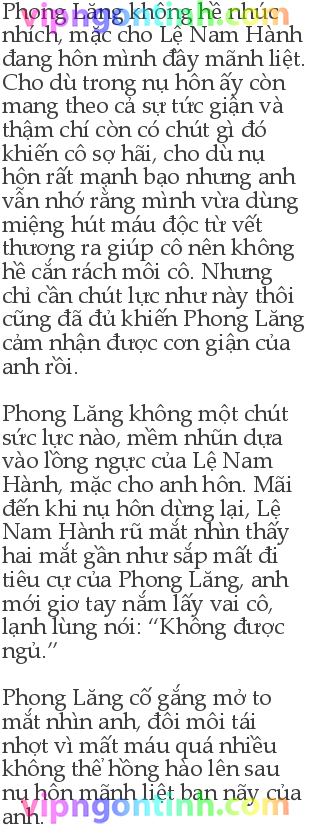 Phong Lăng không hề nhúc
vipngontinh.com
nhích, mặc cho Lệ Nam Hành
đang hôn mình đầy mãnh liệt.
Cho dù trong nụ hôn ấy còn
mang theo cả sự tức giận và
thậm chí còn có chút gì đó
khiến cô sợ hãi, cho dù nụ
hôn rất mạnh bạo nhưng anh
vẫn nhớ rằng mình vừa dùng
miệng hút máu độc từ vết
thương ra giúp cô nên không
hề cắn rách môi cô. Nhưng
chỉ cần chút lực như này thôi
cũng đã đủ khiến Phong Lăng
cảm nhận được cơn giận của
anh rồi.
Phong Lăng không một chút
sức lực nào, mềm nhũn dựa
vào lồng ngực của Lệ Nam
Hành, mặc cho anh hôn. Mãi
đến khi nụ hôn dừng lại, Lệ
Nam Hành rũ mắt nhìn thấy
hai mắt gần như sắp mất đi
tiêu cự của Phong Lăng, anh
mới giơ tay nắm lấy vai cô,
lạnh lùng nói: “Không được
ngủ.”
Phong Lăng cố gắng mở to
mắt nhìn anh, đôi môi tái
nhợt vì mất máu quá nhiều
không thể hồng hào lên sau
nụ hôn mãnh liệt ban nãy của
vipngontinh.com
anh.